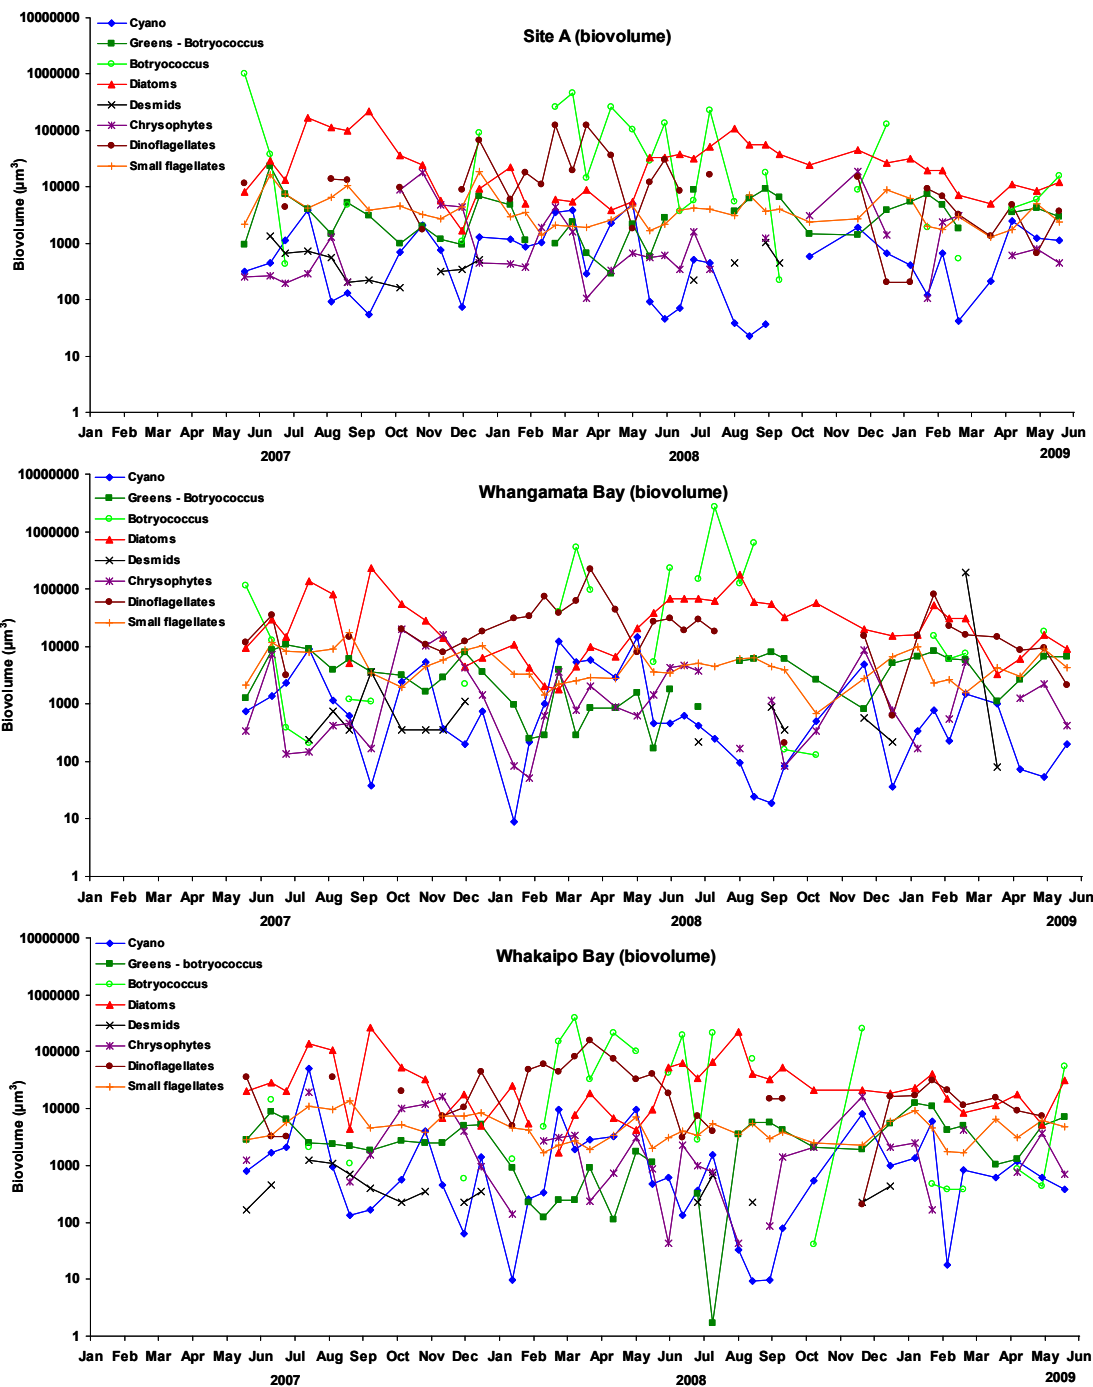 Site A (biovolume)
Cyano
Greens - Botryococcus
Botryococcus
Diatoms
Desmids
Chrysophytes
Dinoflagellates
Small flagellates
Biovolume (µm³)
10000000
1000000
100000
10000
1000
100
10
1
Jan Feb Mar Apr May Jun Jul Aug Sep Oct Nov Dec Jan Feb Mar Apr May Jun Jul Aug Sep Oct Nov Dec Jan Feb Mar Apr May Jun
2007 2008 2009
Whangamata Bay (biovolume)
Cyano
Greens - Botryococcus
Botryococcus
Diatoms
Desmids
Chrysophytes
Dinoflagellates
Small flagellates
Biovolume (µm³)
10000000
1000000
100000
10000
1000
100
10
1
Jan Feb Mar Apr May Jun Jul Aug Sep Oct Nov Dec Jan Feb Mar Apr May Jun Jul Aug Sep Oct Nov Dec Jan Feb Mar Apr May Jun
2007 2008 2009
Whakaipo Bay (biovolume)
Cyano
Greens - botryococcus
Botryococcus
Diatoms
Desmids
Chrysophytes
Dinoflagellates
Small flagellates
Biovolume (µm³)
10000000
1000000
100000
10000
1000
100
10
1
Jan Feb Mar Apr May Jun Jul Aug Sep Oct Nov Dec Jan Feb Mar Apr May Jun Jul Aug Sep Oct Nov Dec Jan Feb Mar Apr May Jun
2007 2008 2009